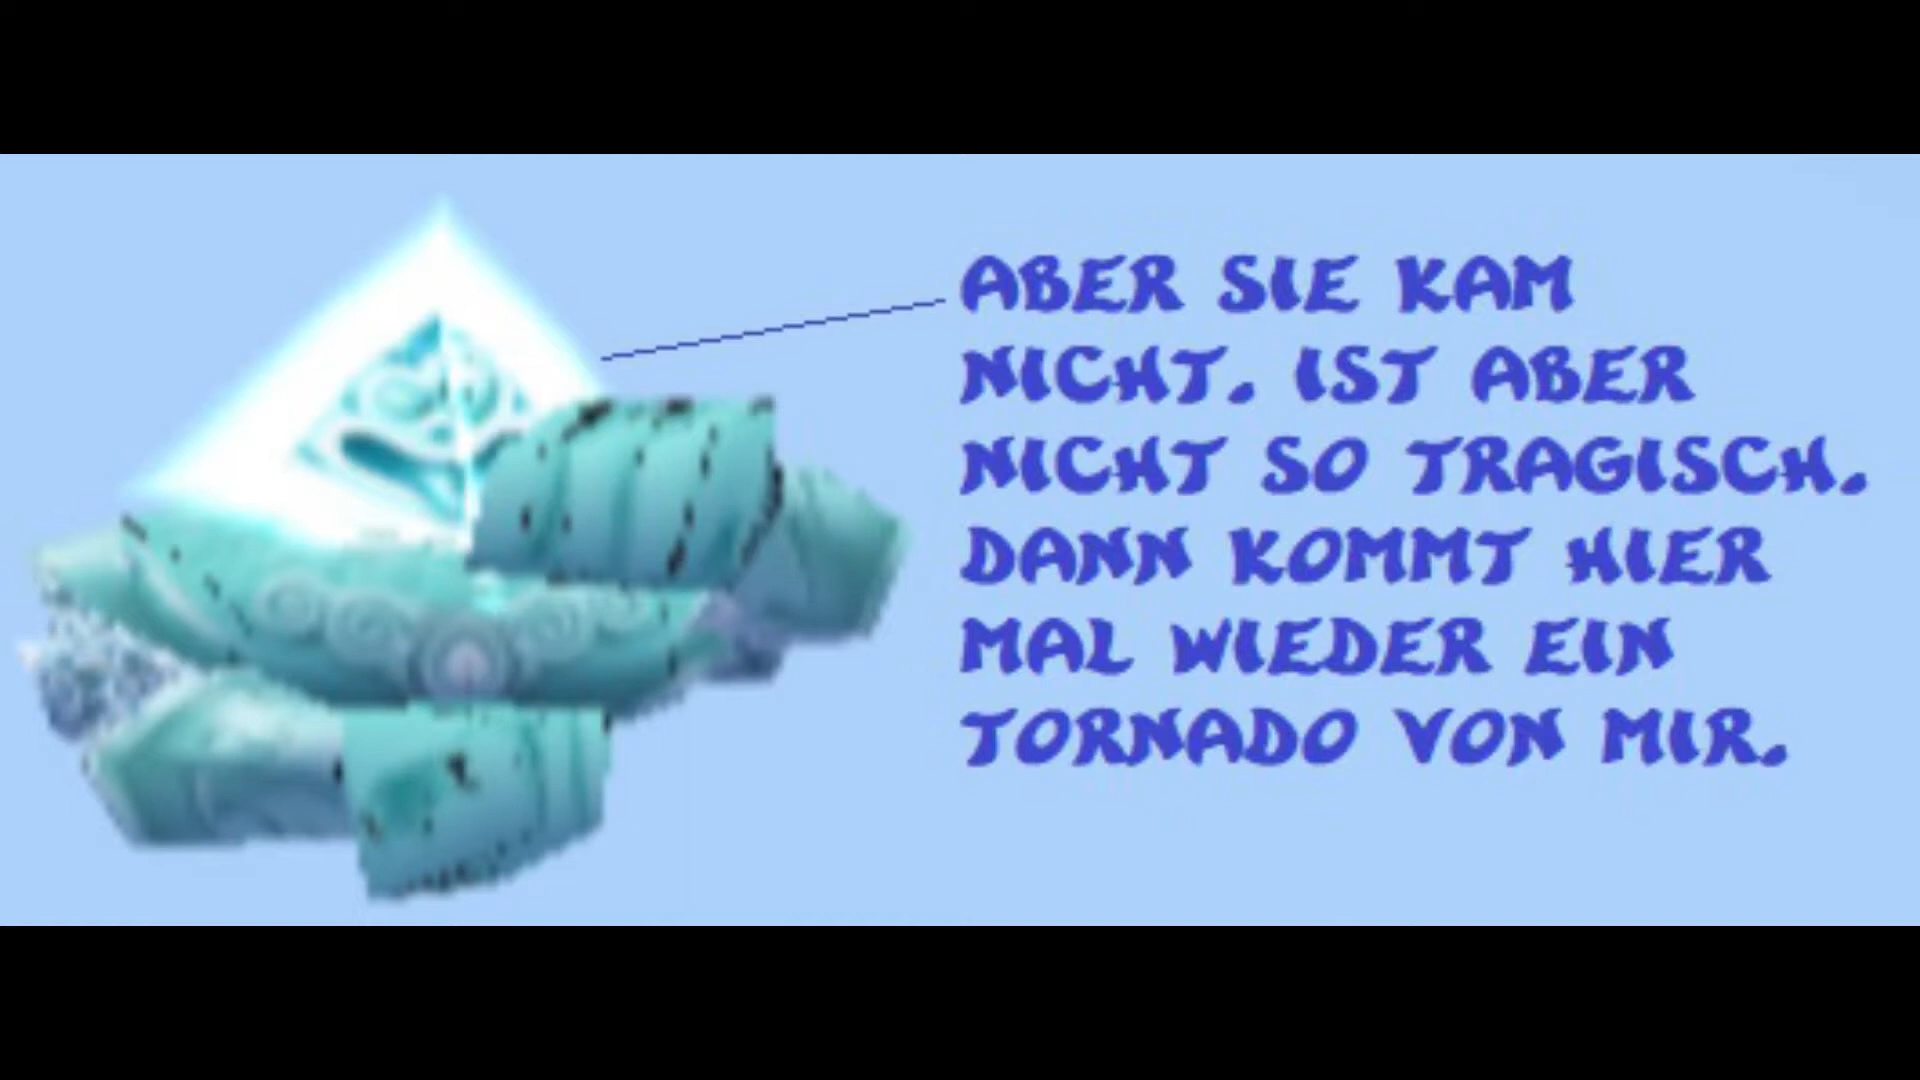 ABER SIE KAM
NICHT. IST ABER
NICHT SO TRAGISCH.
DANN KOMMT HIER
MAL WIEDER EIN
TORNADO VON MIR.